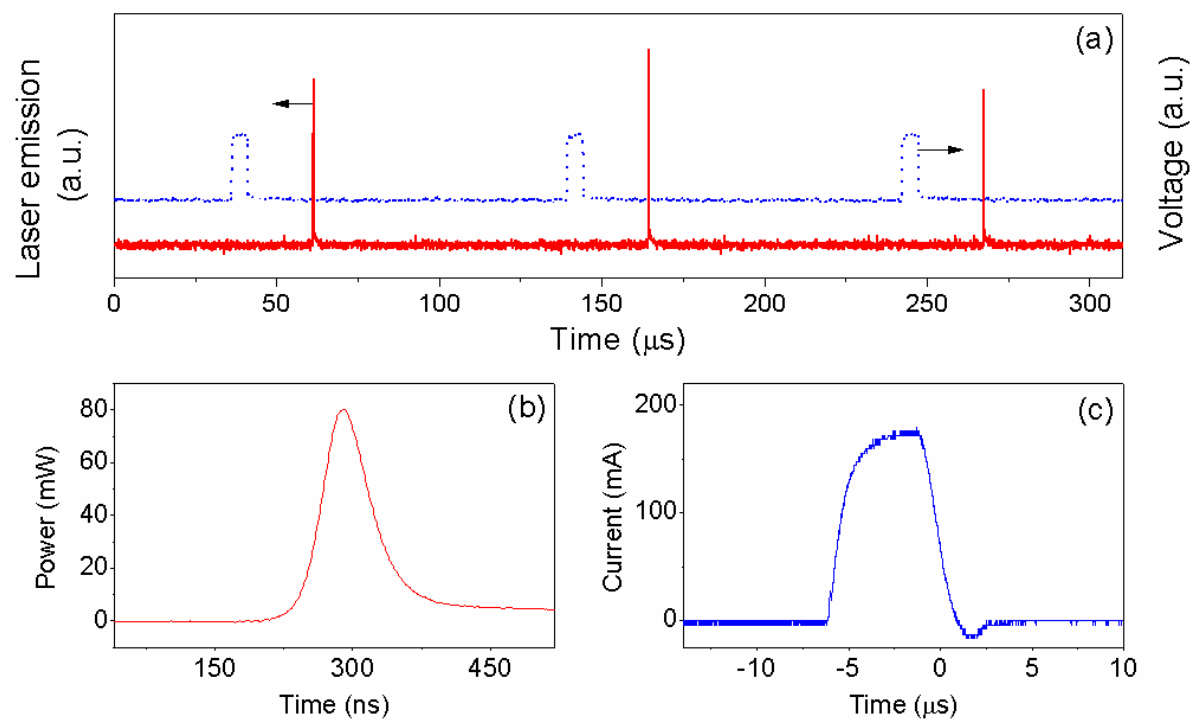 (a)
Laser emission
(a.u.)
Voltage (a.u.)
0 50 100 150 200 250 300
Time (μs)
(b)
Power (mW)
80
60
40
20
0
150 300 450
Time (ns)
(c)
Current (mA)
200
100
0
-10 -5 0 5 10
Time (μs)